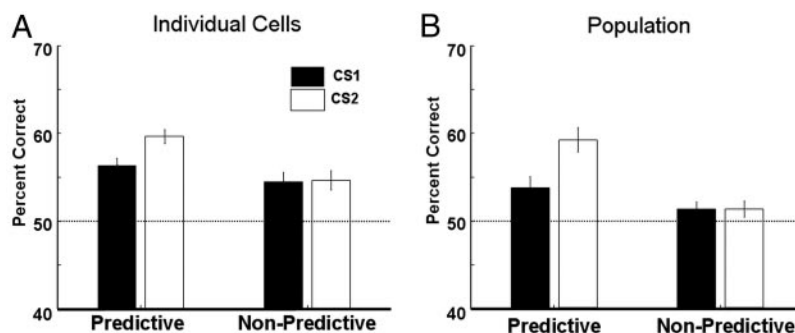 A
Individual Cells
Percent Correct
70
60
50
40
CS1
CS2
Predictive
Non-Predictive
B
Population
Percent Correct
70
60
50
40
Predictive
Non-Predictive